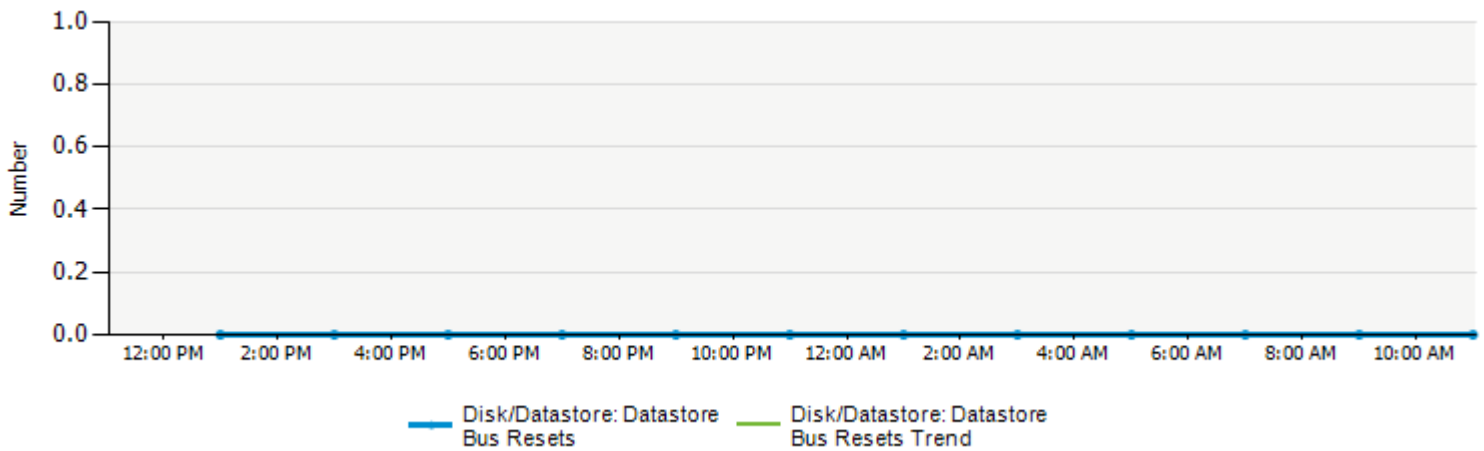 1.0
0.8
0.6
0.4
0.2
0.0
Number
12:00 PM 2:00 PM 4:00 PM 6:00 PM 8:00 PM 10:00 PM 12:00 AM 2:00 AM 4:00 AM 6:00 AM 8:00 AM 10:00 AM
Disk/Datastore: Datastore
Bus Resets
Disk/Datastore: Datastore
Bus Resets Trend